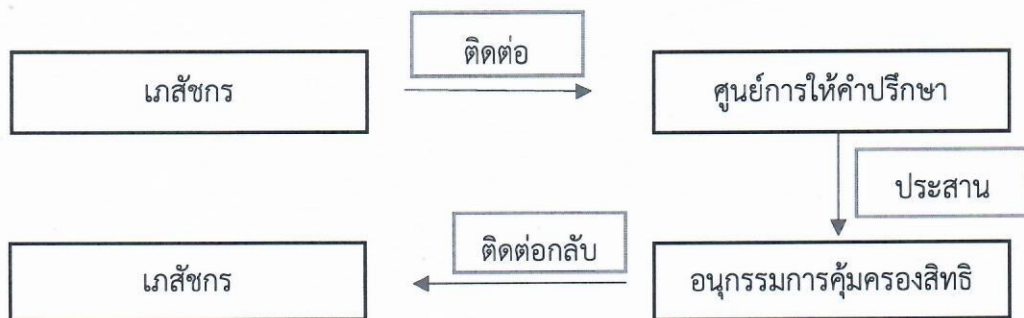 ติดต่อ
เภสัชกร
ศูนย์การให้คำปรึกษา
ประสาน
ติดต่อกลับ
เภสัชกร
อนุกรรมการคุ้มครองสิทธิ